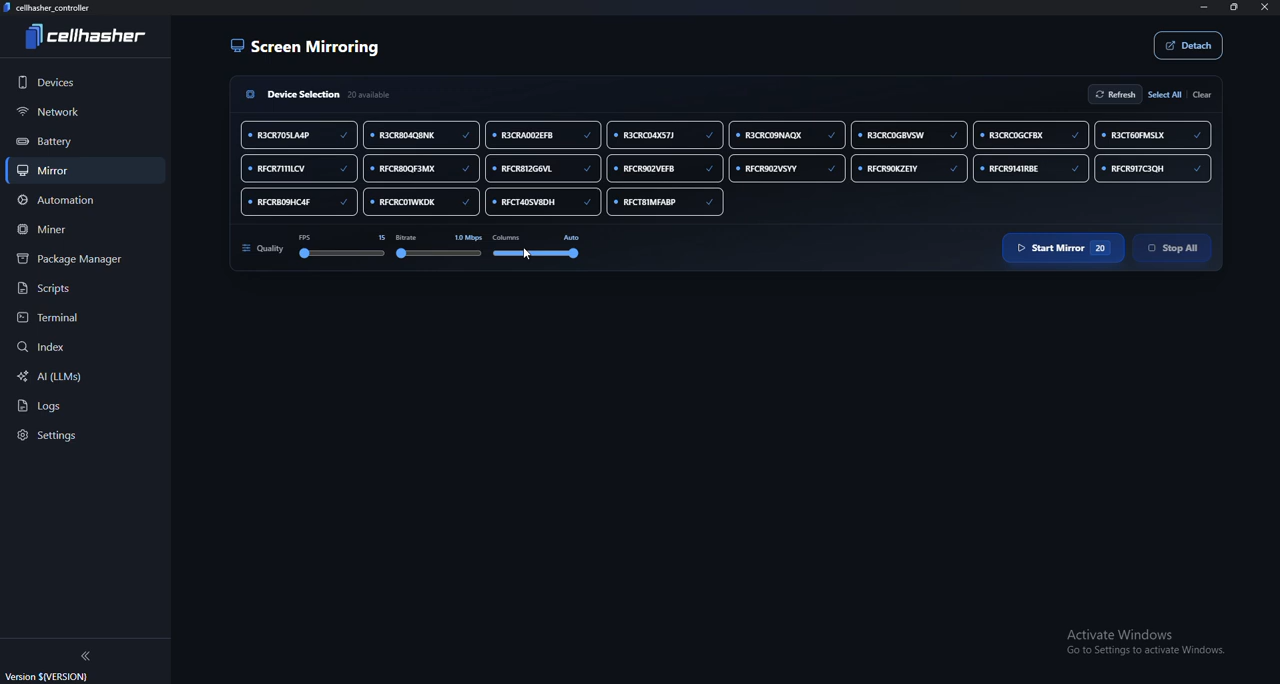 cellhasher_controller
cellhasher
Screen Mirroring
Detach
Devices
Network
Battery
Mirror
Automation
Miner
Package Manager
Scripts
Terminal
Index
AI (LLMs)
Logs
Settings
Device Selection 20 available
Refresh Select All Clear
R3CR705LA4P R3CR804Q8NK R3CRA002EFB R3CRC04X57J R3CRC09NAQX R3CRC0GBVSW R3CRC0GCFBX R3CT60FMSLX
RFCR7111LCV RFCR80QF3MX RFCR812G6VL RFCR902VEFB RFCR902VSYY RFCR90KZE1Y RFCR9141RBE RFCR917C3QH
RFCRB09HC4F RFCRC01WKDK RFCT40SV8DH RFCT81MFABP
Quality
FPS 15 Bitrate 1.0 Mbps Columns Auto
Start Mirror 20 Stop All
Activate Windows
Go to Settings to activate Windows.
Version ${VERSION}